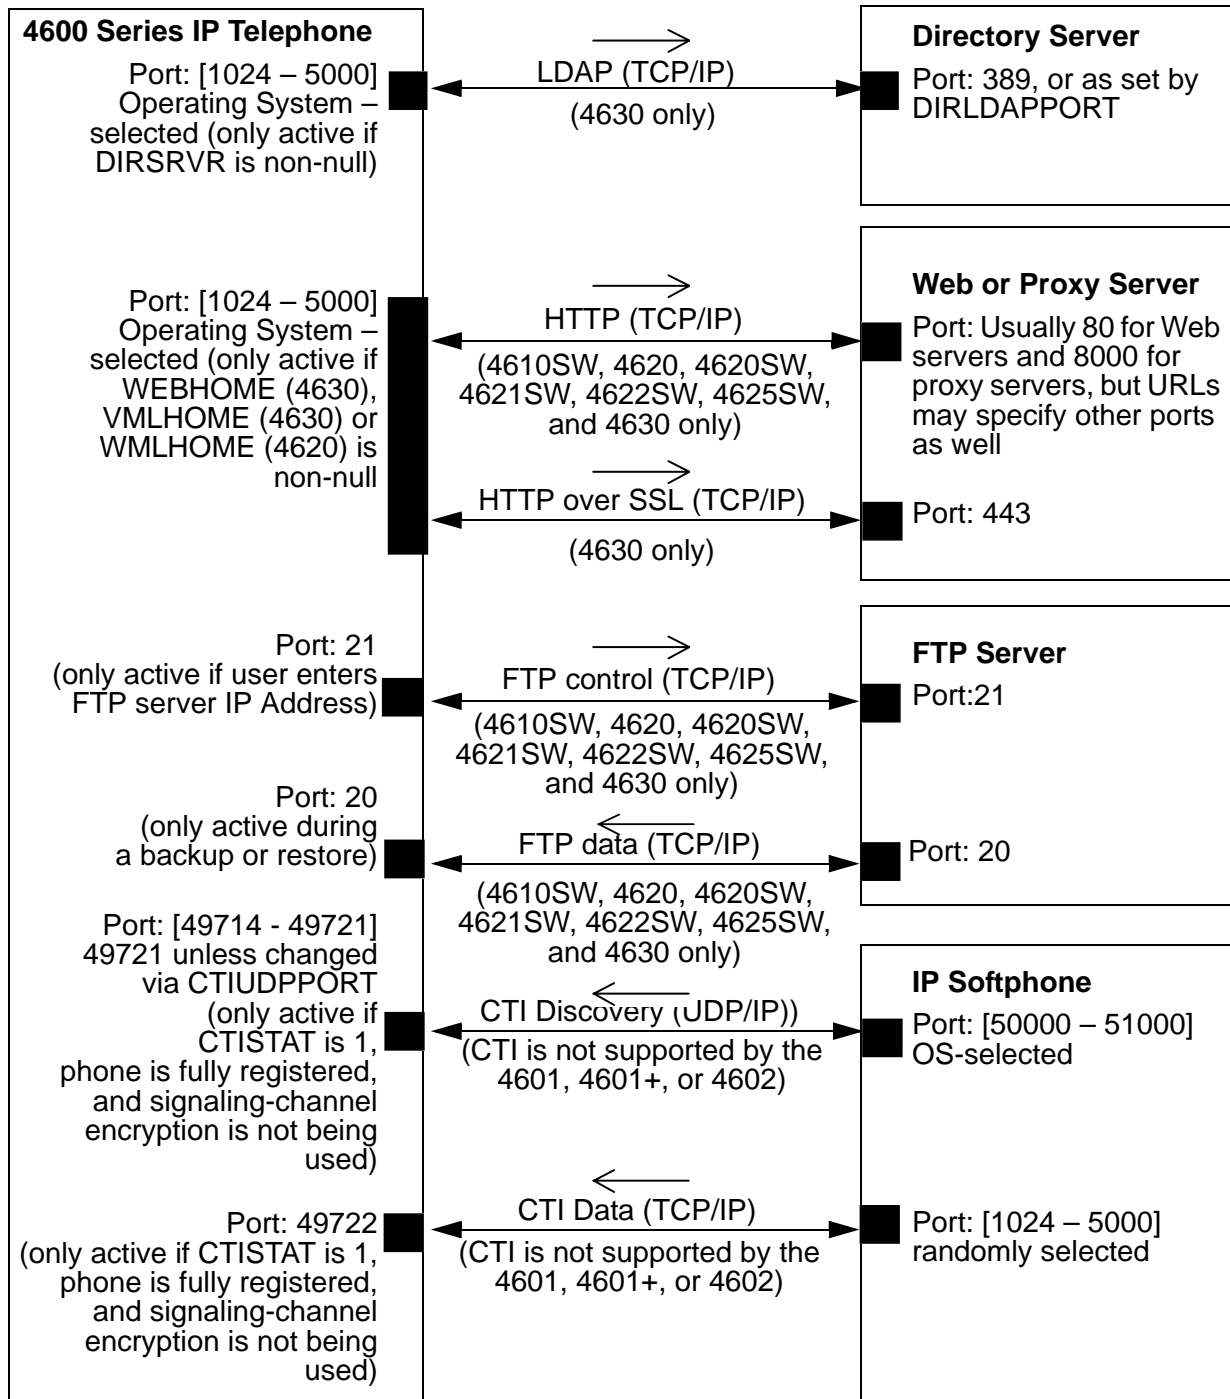 4600 Series IP Telephone
Port: [1024 – 5000]
Operating System –
selected (only active if
DIRSRVR is non-null)
LDAP (TCP/IP)
(4630 only)
Directory Server
Port: 389, or as set by
DIRLDAPPORT
Port: [1024 – 5000]
Operating System –
selected (only active if
WEBHOME (4630),
VMLHOME (4630) or
WMLHOME (4620) is
non-null
HTTP (TCP/IP)
(4610SW, 4620, 4620SW,
4621SW, 4622SW, 4625SW,
and 4630 only)
HTTP over SSL (TCP/IP)
(4630 only)
Web or Proxy Server
Port: Usually 80 for Web
servers and 8000 for
proxy servers, but URLs
may specify other ports
as well
Port: 443
Port: 21
(only active if user enters
FTP server IP Address)
FTP control (TCP/IP)
(4610SW, 4620, 4620SW,
4621SW, 4622SW, 4625SW,
and 4630 only)
FTP Server
Port:21
Port: 20
(only active during
a backup or restore)
FTP data (TCP/IP)
(4610SW, 4620, 4620SW,
4621SW, 4622SW, 4625SW,
and 4630 only)
Port: 20
Port: [49714 - 49721]
49721 unless changed
via CTIUDPPORT
(only active if
CTISTAT is 1,
phone is fully registered,
and signaling-channel
encryption is not being
used)
CTI Discovery (UDP/IP))
(CTI is not supported by the
4601, 4601+, or 4602)
IP Softphone
Port: [50000 – 51000]
OS-selected
Port: 49722
(only active if CTISTAT is 1,
phone is fully registered,
and signaling-channel
encryption is not being
used)
CTI Data (TCP/IP)
(CTI is not supported by the
4601, 4601+, or 4602)
Port: [1024 – 5000]
randomly selected